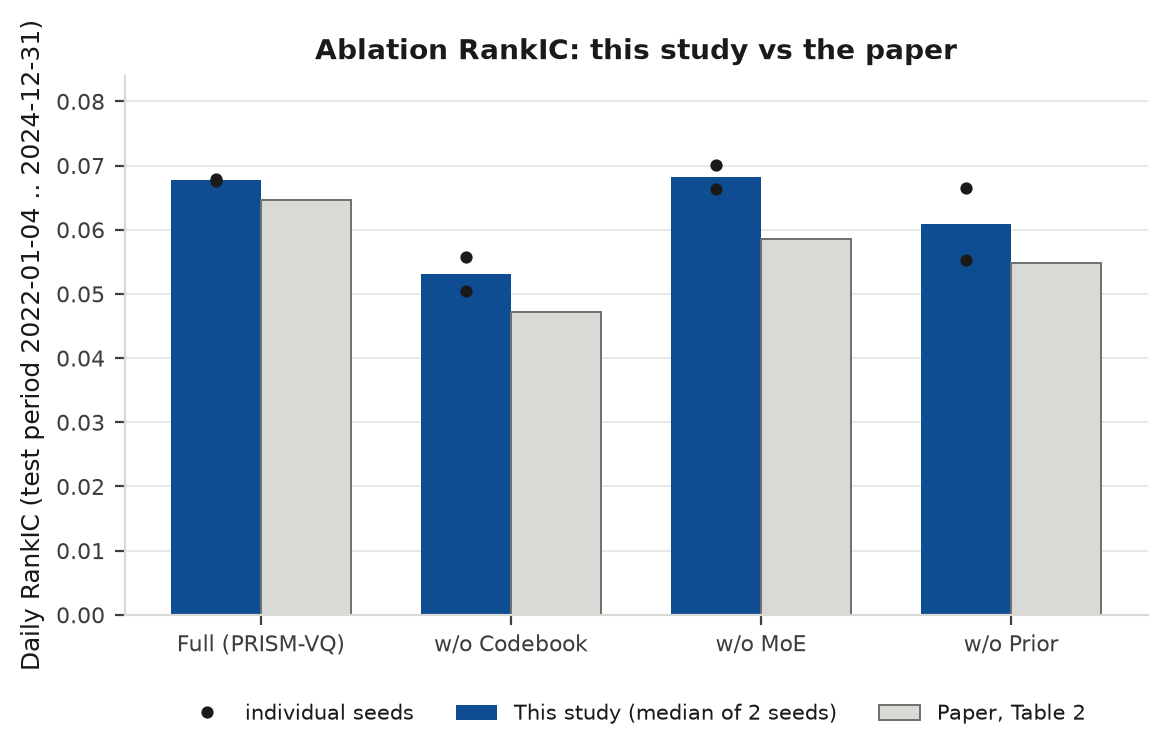 Ablation RankIC: this study vs the paper
Daily RankIC (test period 2022-01-04 .. 2024-12-31)
0.08
0.07
0.06
0.05
0.04
0.03
0.02
0.01
0.00
Full (PRISM-VQ)
w/o Codebook
w/o MoE
w/o Prior
individual seeds
This study (median of 2 seeds)
Paper, Table 2